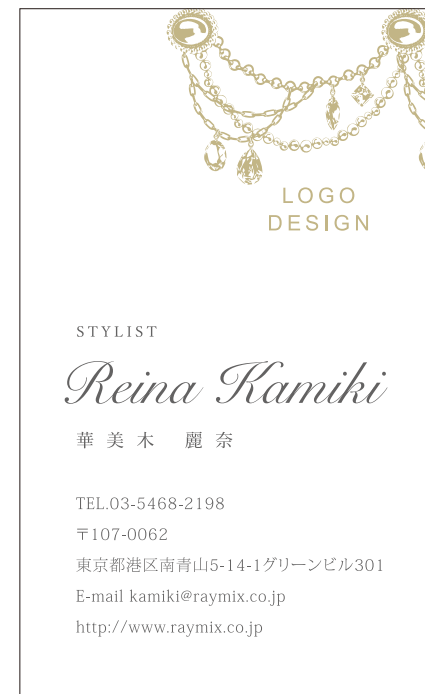 LOGO
DESIGN
STYLIST
Reina Kamiki
華美木 麗奈
TEL.03-5468-2198
〒107-0062
東京都港区南青山5-14-1グリーンビル301
E-mail kamiki@raymix.co.jp
http://www.raymix.co.jp